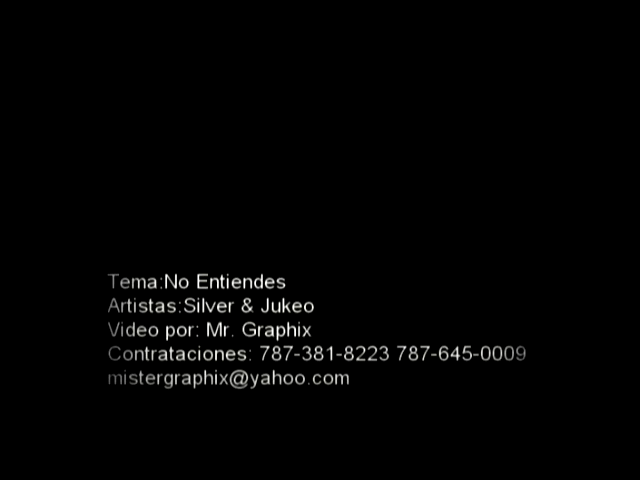 Tema:No Entiendes
Artistas:Silver & Jukeo
Video por: Mr. Graphix
Contrataciones: 787-381-8223 787-645-0009
mistergraphix@yahoo.com